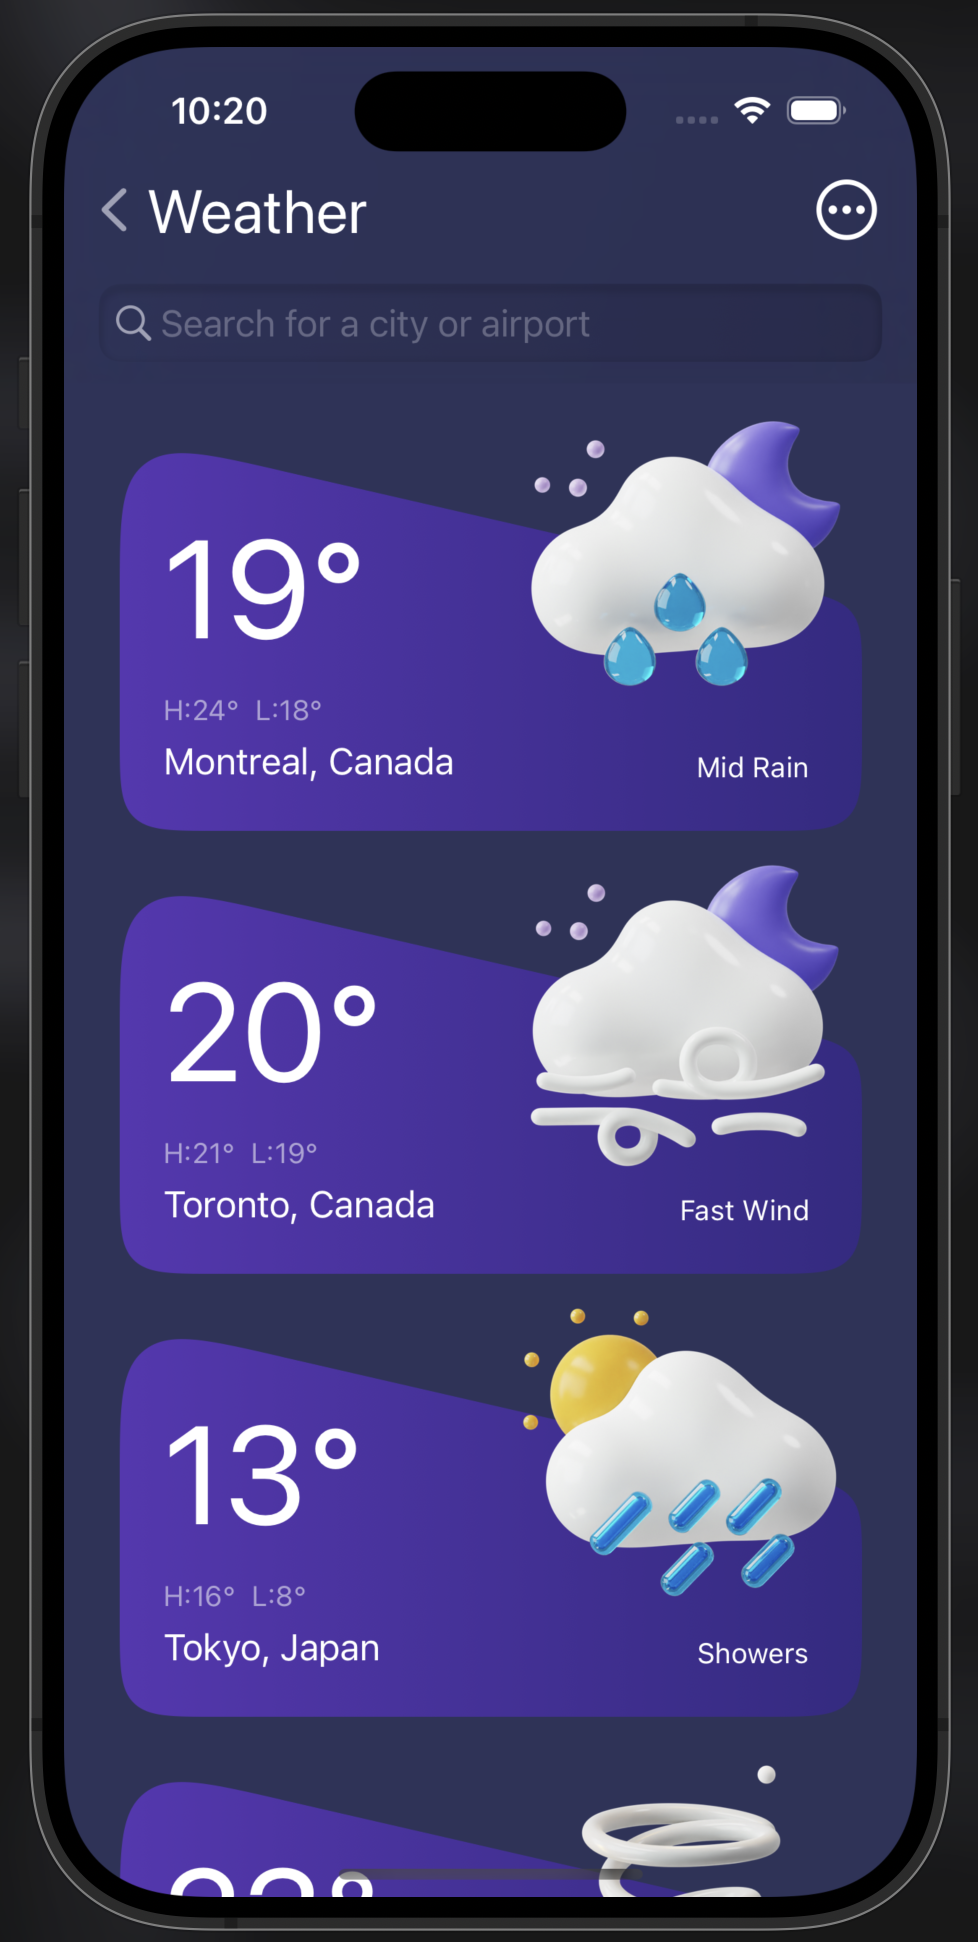 10:20
Weather
Search for a city or airport
19°
H:24° L:18°
Montreal, Canada
Mid Rain
20°
H:21° L:19°
Toronto, Canada
Fast Wind
13°
H:16° L:8°
Tokyo, Japan
Showers